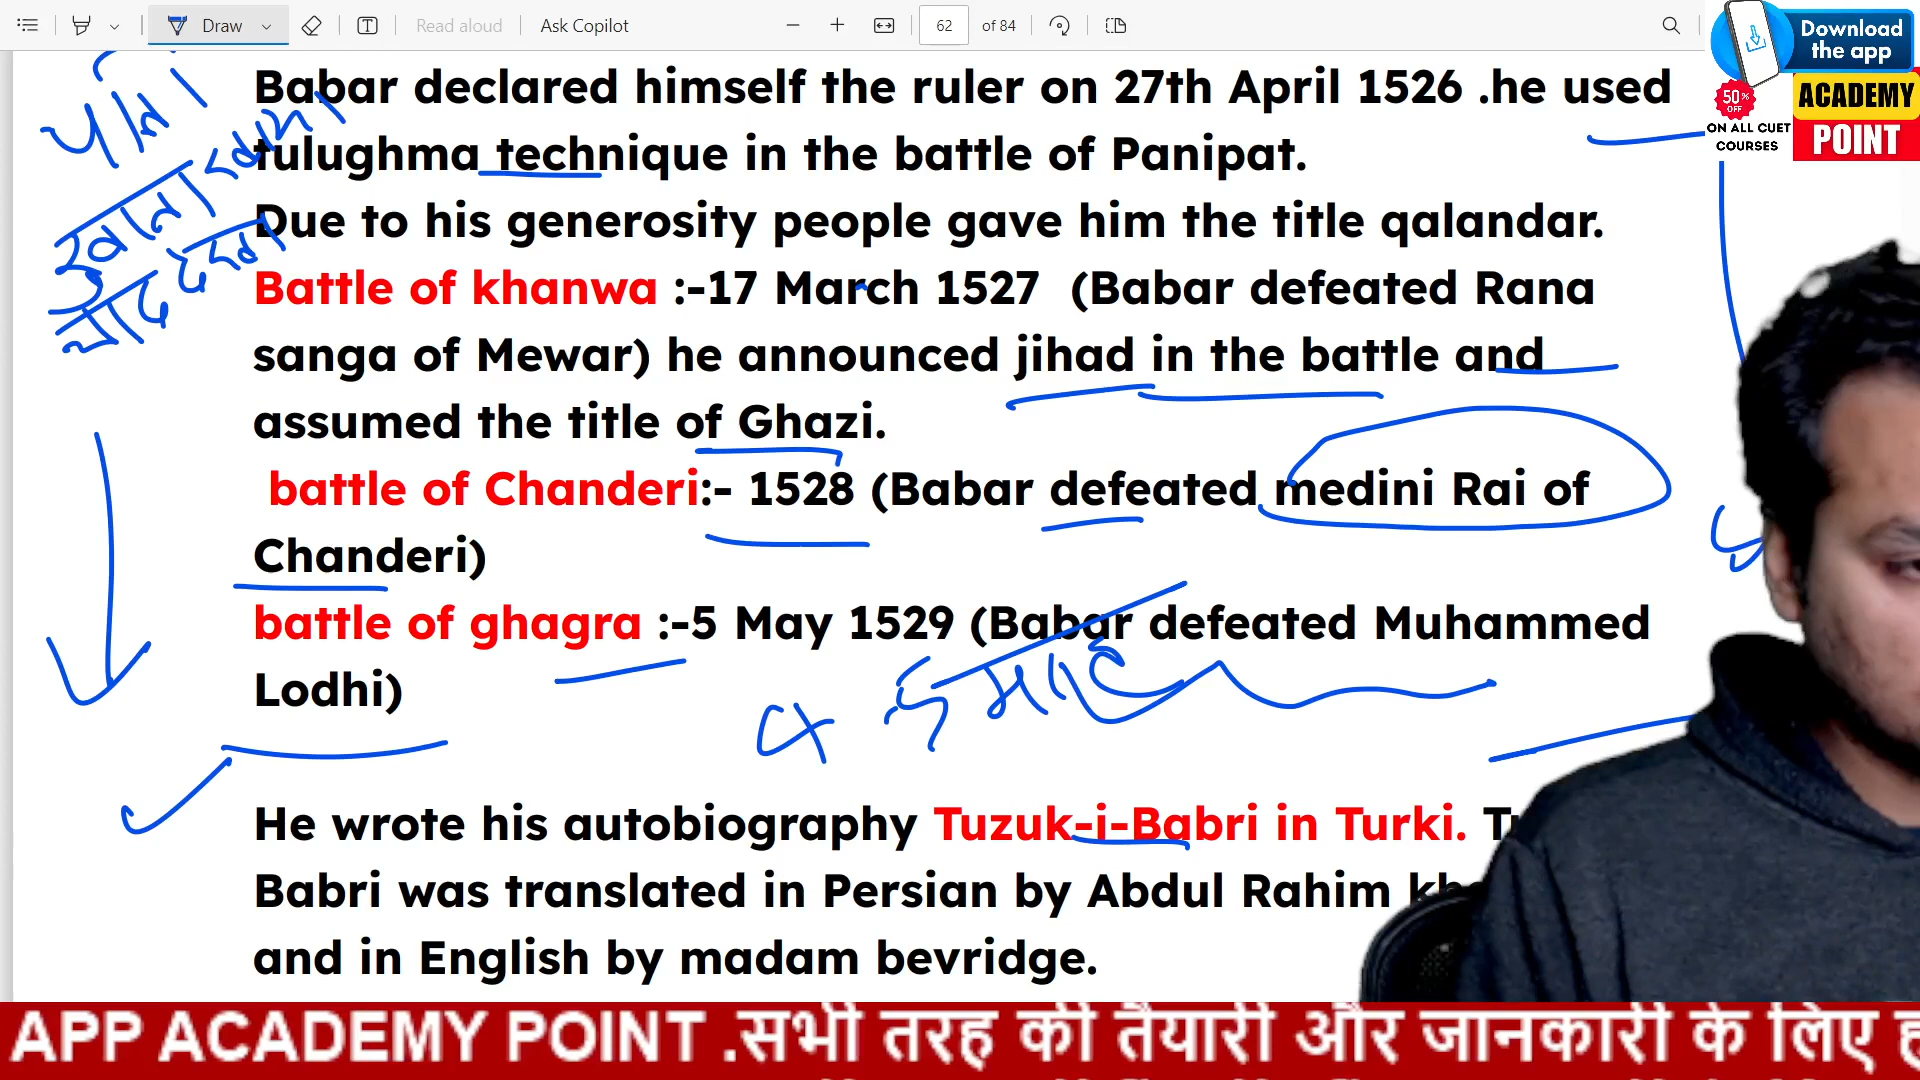 Draw
Read aloud
Ask Copilot
62
of 84
Download
the app
50%
OFF
ON ALL CUET
COURSES
ACADEMY
POINT
Babar declared himself the ruler on 27th April 1526 .he used
tulughma technique in the battle of Panipat.
Due to his generosity people gave him the title qalandar.
Battle of khanwa :-17 March 1527 (Babar defeated Rana
sanga of Mewar) he announced jihad in the battle and
assumed the title of Ghazi.
battle of Chanderi:- 1528 (Babar defeated medini Rai of
Chanderi)
battle of ghagra :-5 May 1529 (Babar defeated Muhammed
Lodhi)
He wrote his autobiography Tuzuk-i-Babri in Turki.
Babri was translated in Persian by Abdul Rahim
and in English by madam bevridge.
APP ACADEMY POINT .सभी तरह की तैयारी और जानकारी के लिए